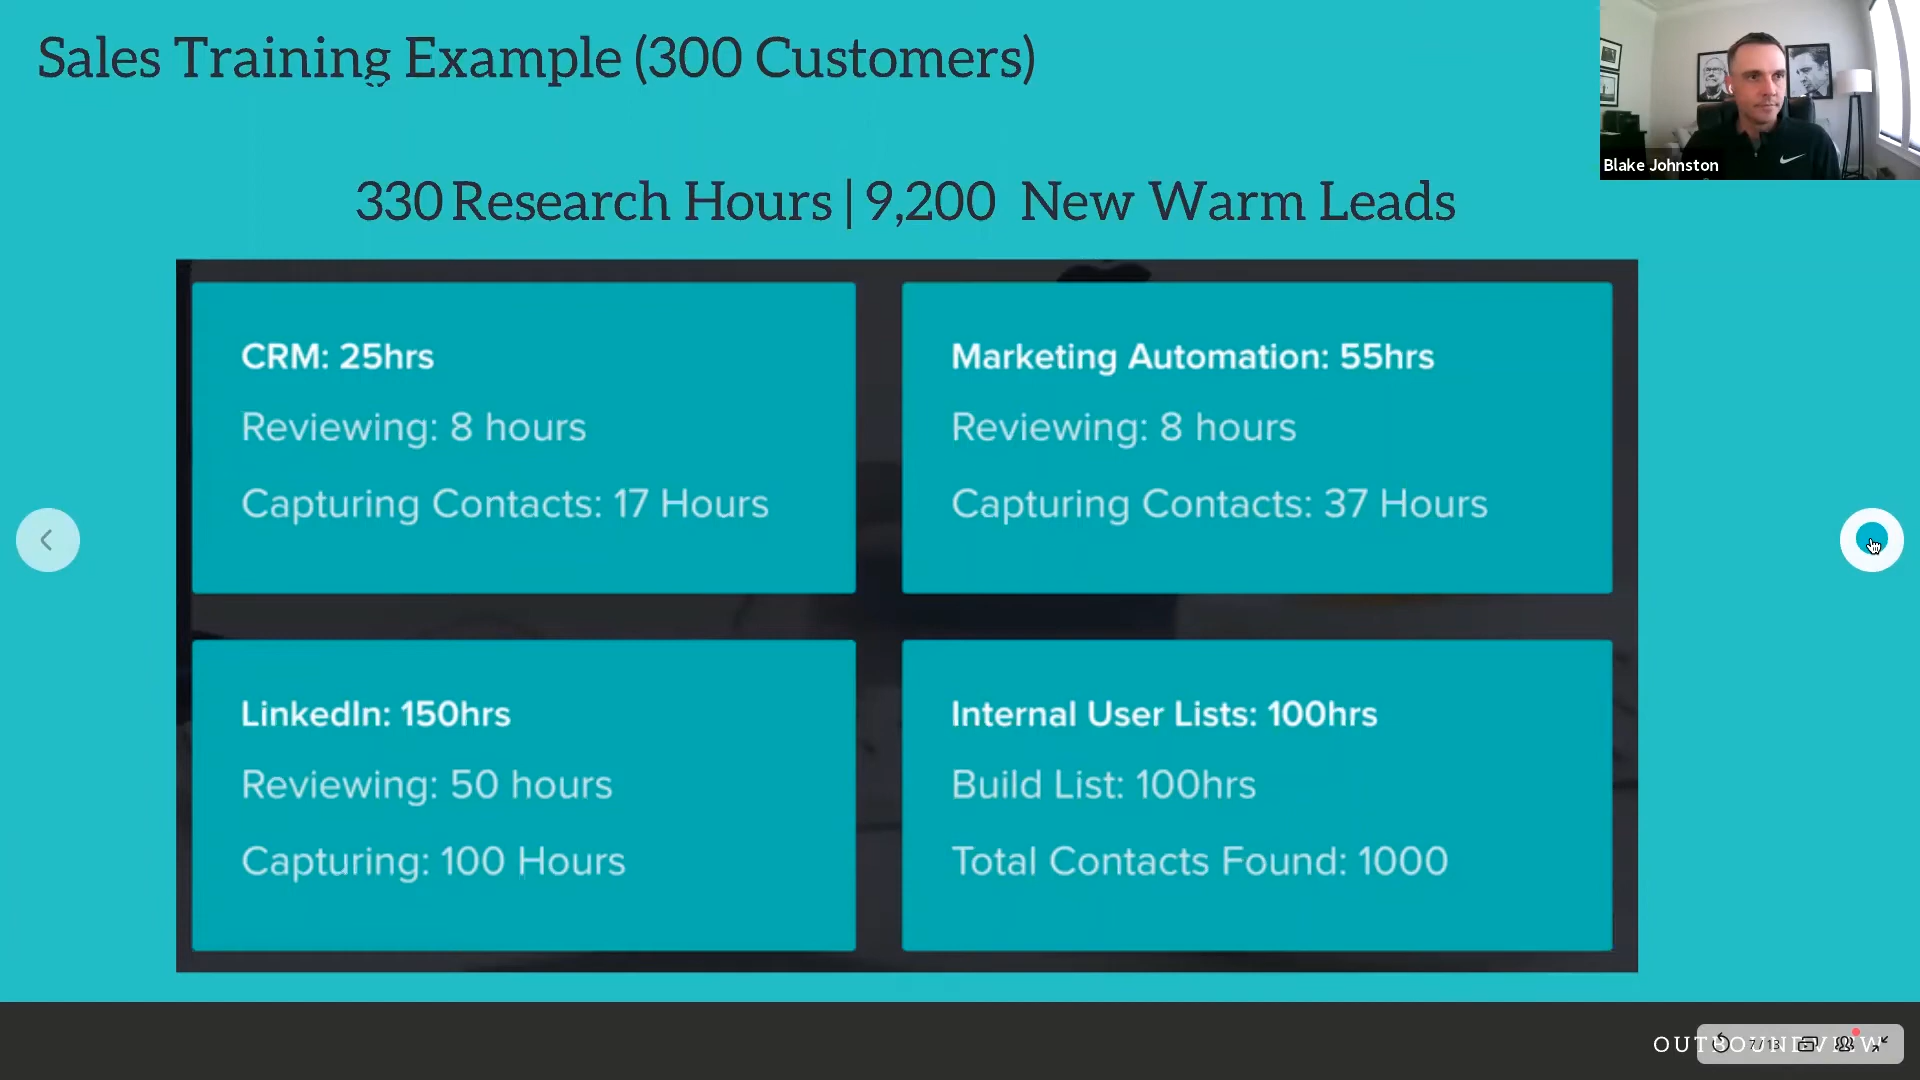 Sales Training Example (300 Customers)
Blake Johnston
330 Research Hours | 9,200 New Warm Leads
CRM: 25hrs
Reviewing: 8 hours
Capturing Contacts: 17 Hours
Marketing Automation: 55hrs
Reviewing: 8 hours
Capturing Contacts: 37 Hours
LinkedIn: 150hrs
Reviewing: 50 hours
Capturing: 100 Hours
Internal User Lists: 100hrs
Build List: 100hrs
Total Contacts Found: 1000
7 / 13